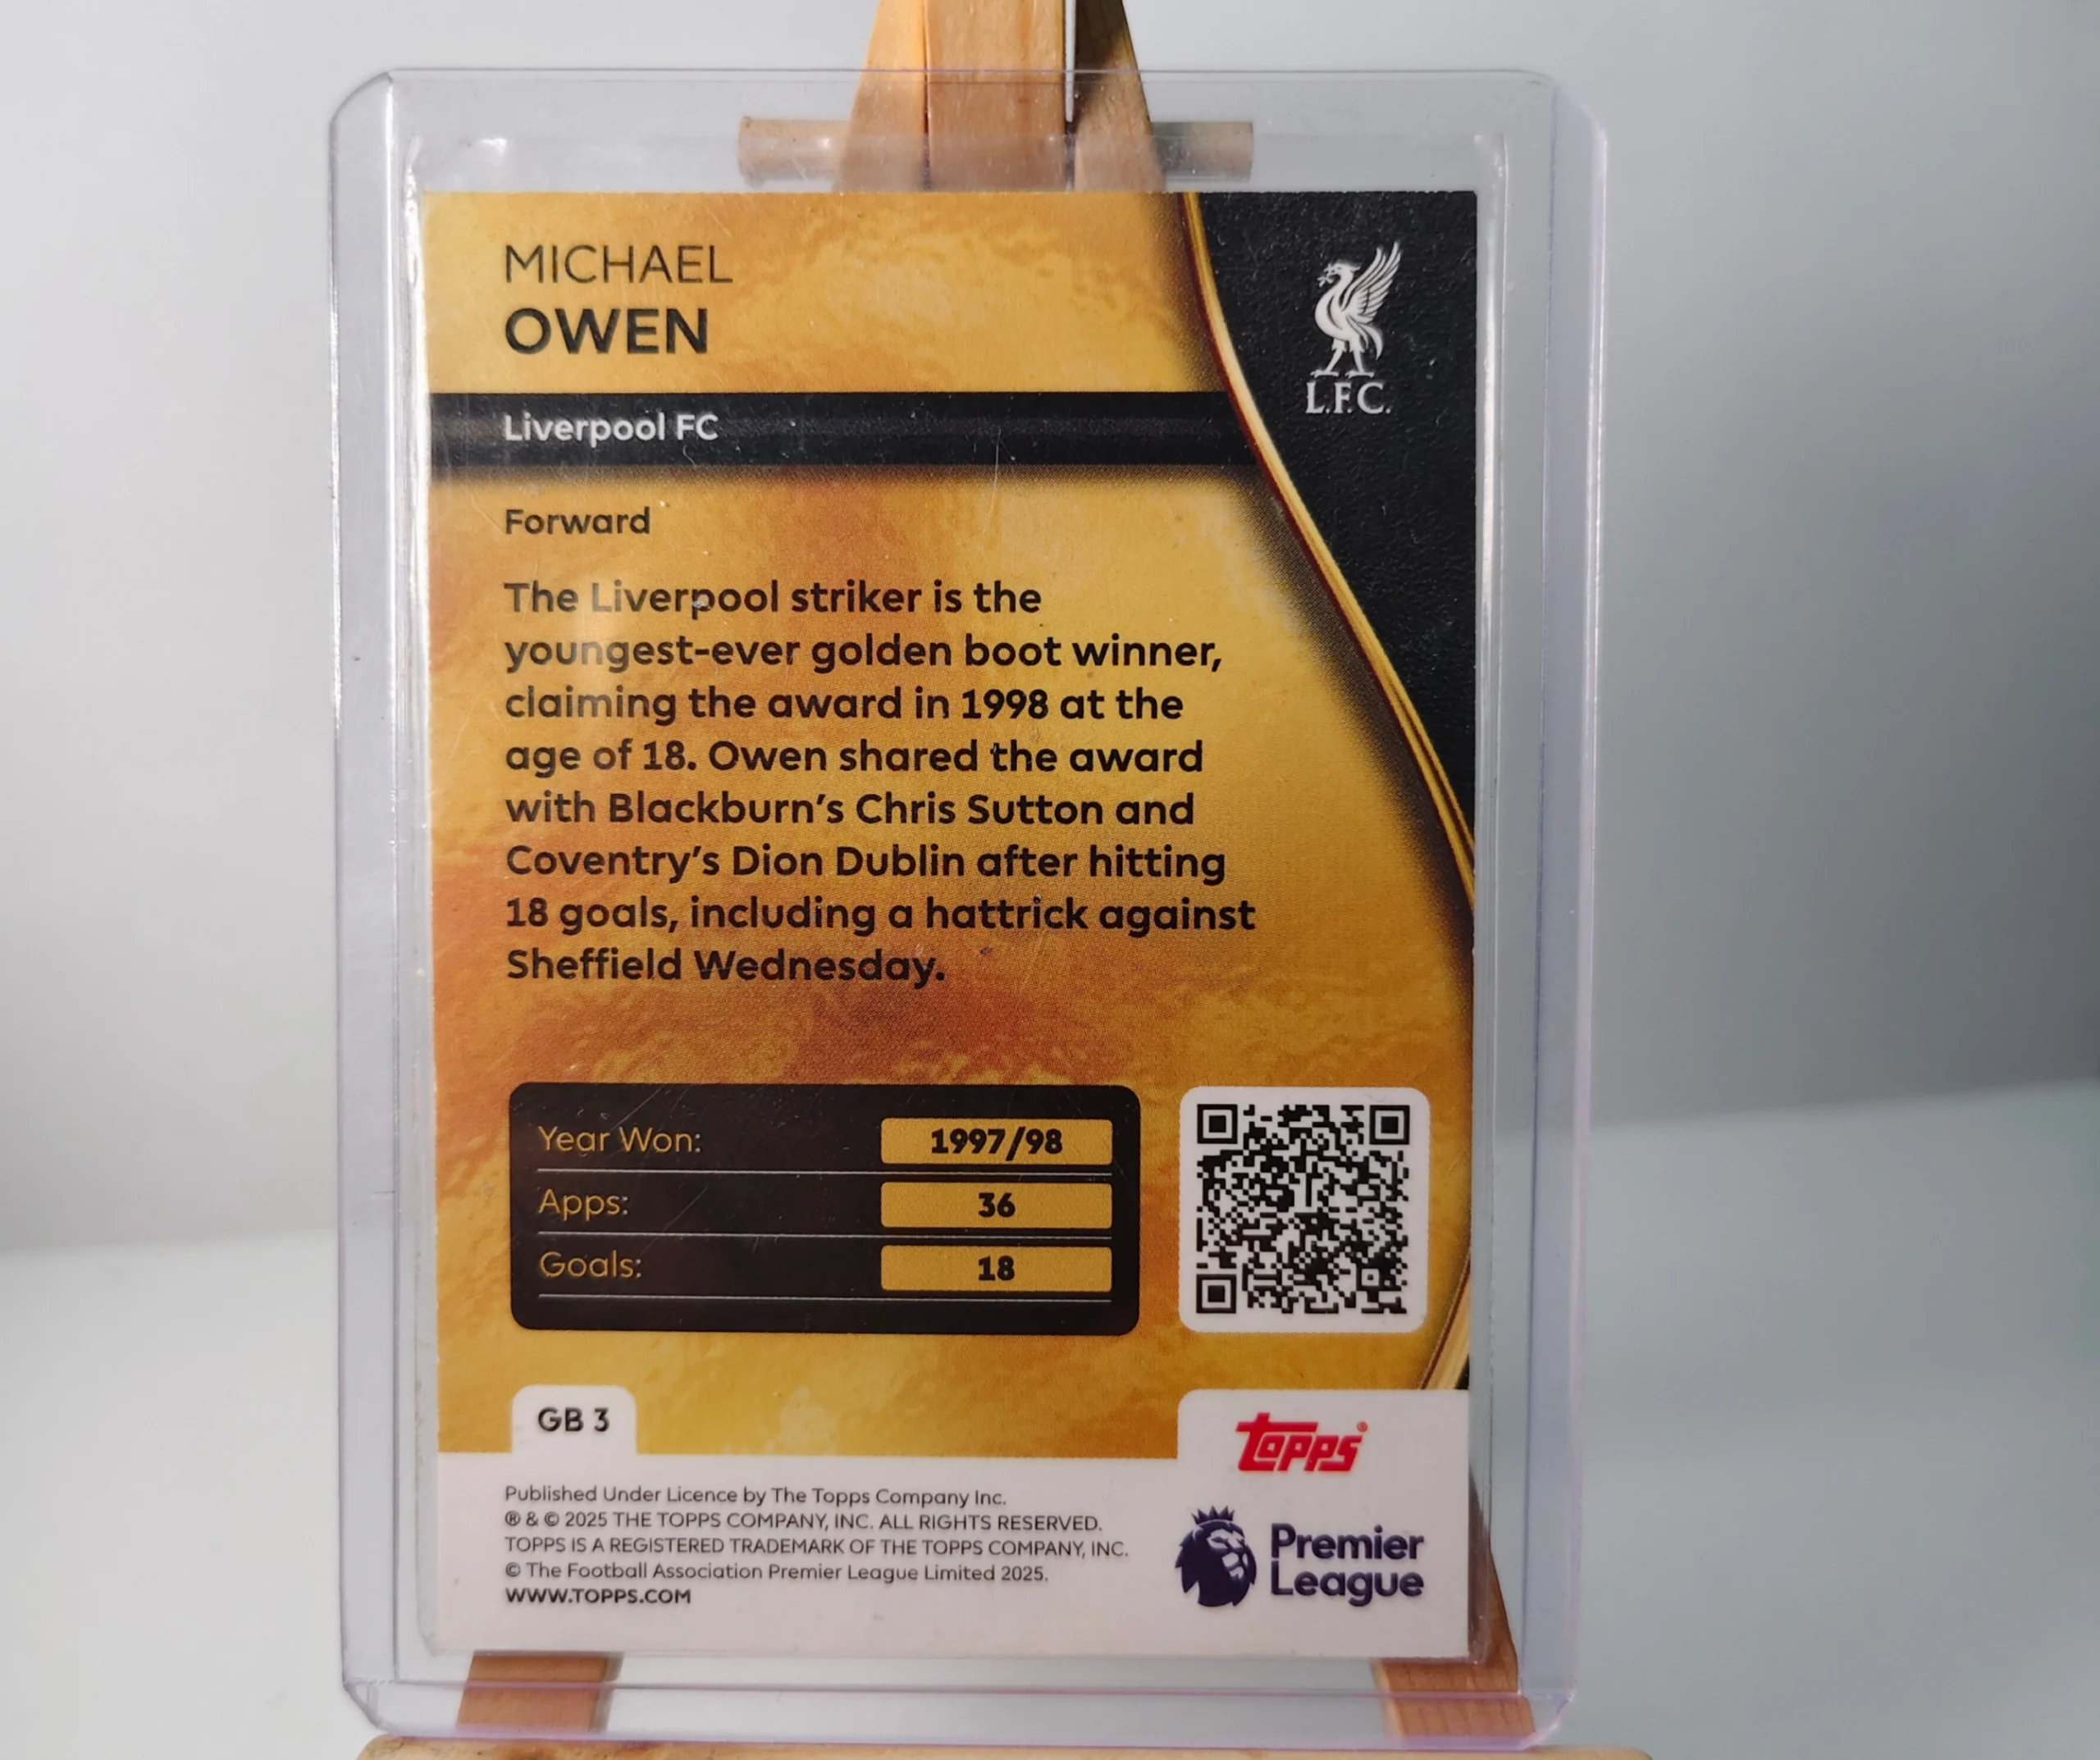 MICHAEL
OWEN
L.F.C.
Liverpool FC
Forward
The Liverpool striker is the
youngest-ever golden boot winner,
claiming the award in 1998 at the
age of 18. Owen shared the award
with Blackburn's Chris Sutton and
Coventry's Dion Dublin after hitting
18 goals, including a hattrick against
Sheffield Wednesday.
Year Won: 1997/98
Apps: 36
Goals: 18
GB 3
Topps®
Published Under Licence by The Topps Company Inc.
® & © 2025 THE TOPPS COMPANY, INC. ALL RIGHTS RESERVED.
TOPPS IS A REGISTERED TRADEMARK OF THE TOPPS COMPANY, INC.
© The Football Association Premier League Limited 2025.
WWW.TOPPS.COM
Premier
League